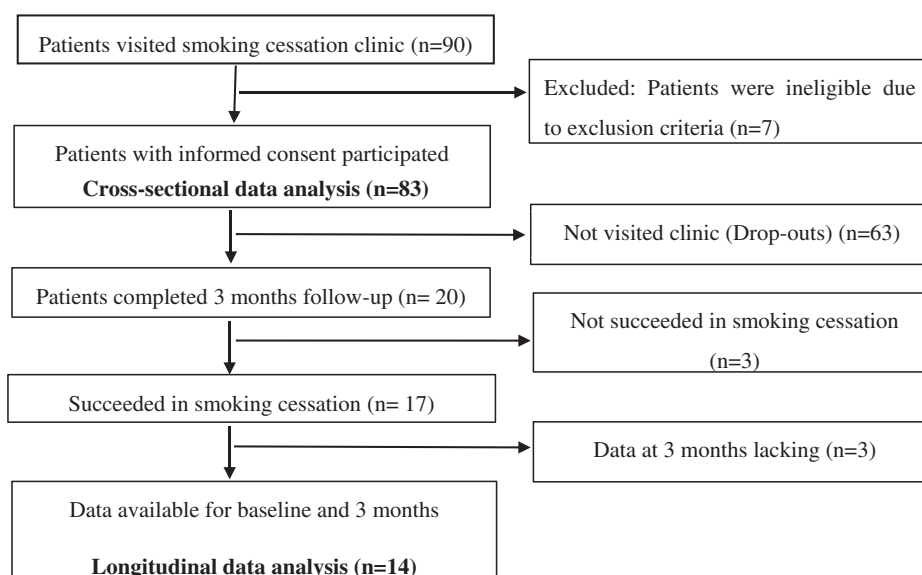 Patients visited smoking cessation clinic (n=90)
Excluded: Patients were ineligible due
to exclusion criteria (n=7)
Patients with informed consent participated
Cross-sectional data analysis (n=83)
Not visited clinic (Drop-outs) (n=63)
Patients completed 3 months follow-up (n= 20)
Not succeeded in smoking cessation
(n=3)
Succeeded in smoking cessation (n= 17)
Data at 3 months lacking (n=3)
Data available for baseline and 3 months
Longitudinal data analysis (n=14)